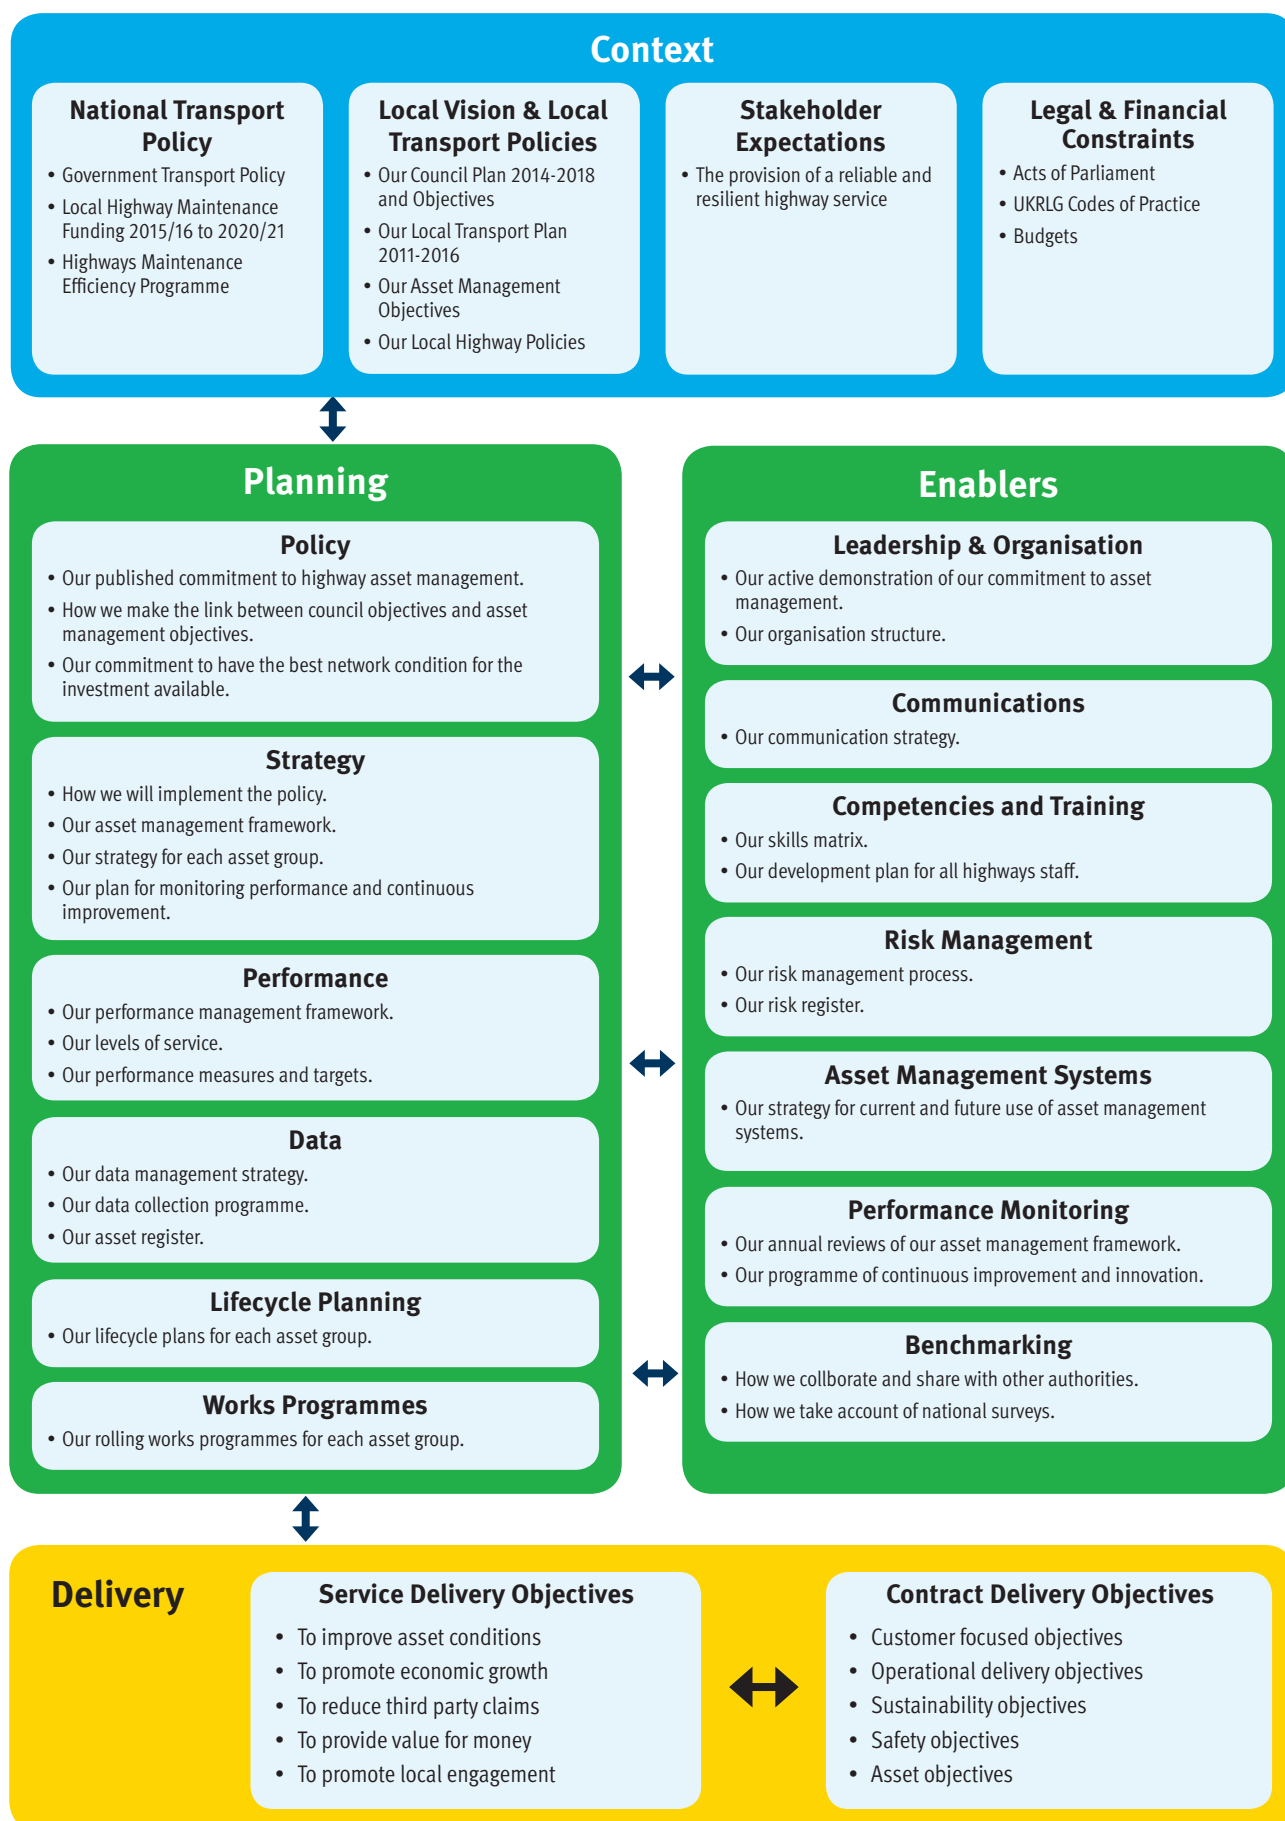 Context
National Transport
Policy
• Government Transport Policy
• Local Highway Maintenance
Funding 2015/16 to 2020/21
• Highways Maintenance
Efficiency Programme
Local Vision & Local
Transport Policies
• Our Council Plan 2014-2018
and Objectives
• Our Local Transport Plan
2011-2016
• Our Asset Management
Objectives
• Our Local Highway Policies
Stakeholder
Expectations
• The provision of a reliable and
resilient highway service
Legal & Financial
Constraints
• Acts of Parliament
• UKRLG Codes of Practice
• Budgets
Planning
Policy
• Our published commitment to highway asset management.
• How we make the link between council objectives and asset
management objectives.
• Our commitment to have the best network condition for the
investment available.
Strategy
• How we will implement the policy.
• Our asset management framework.
• Our strategy for each asset group.
• Our plan for monitoring performance and continuous
improvement.
Performance
• Our performance management framework.
• Our levels of service.
• Our performance measures and targets.
Data
• Our data management strategy.
• Our data collection programme.
• Our asset register.
Lifecycle Planning
• Our lifecycle plans for each asset group.
Works Programmes
• Our rolling works programmes for each asset group.
Enablers
Leadership & Organisation
• Our active demonstration of our commitment to asset
management.
• Our organisation structure.
Communications
• Our communication strategy.
Competencies and Training
• Our skills matrix.
• Our development plan for all highways staff.
Risk Management
• Our risk management process.
• Our risk register.
Asset Management Systems
• Our strategy for current and future use of asset management
systems.
Performance Monitoring
• Our annual reviews of our asset management framework.
• Our programme of continuous improvement and innovation.
Benchmarking
• How we collborate and share with other authorities.
• How we take account of national surveys.
Delivery
Service Delivery Objectives
• To improve asset conditions
• To promote economic growth
• To reduce third party claims
• To provide value for money
• To promote local engagement
Contract Delivery Objectives
• Customer focused objectives
• Operational delivery objectives
• Sustainability objectives
• Safety objectives
• Asset objectives